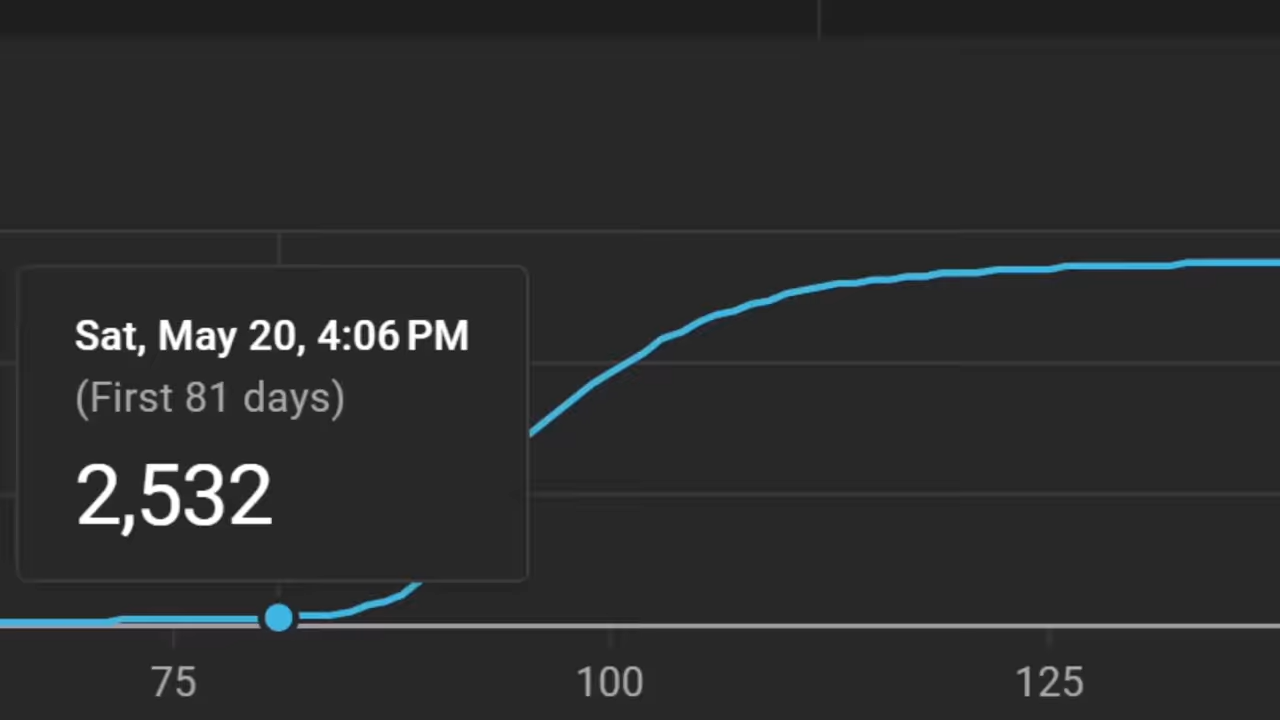 Sat, May 20, 4:06 PM
(First 81 days)
2,532
75
100
125